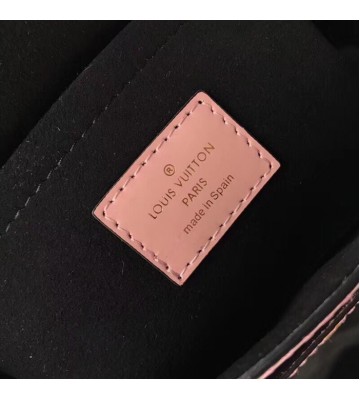 ®
LOUIS VUITTON
PARIS
made in Spain